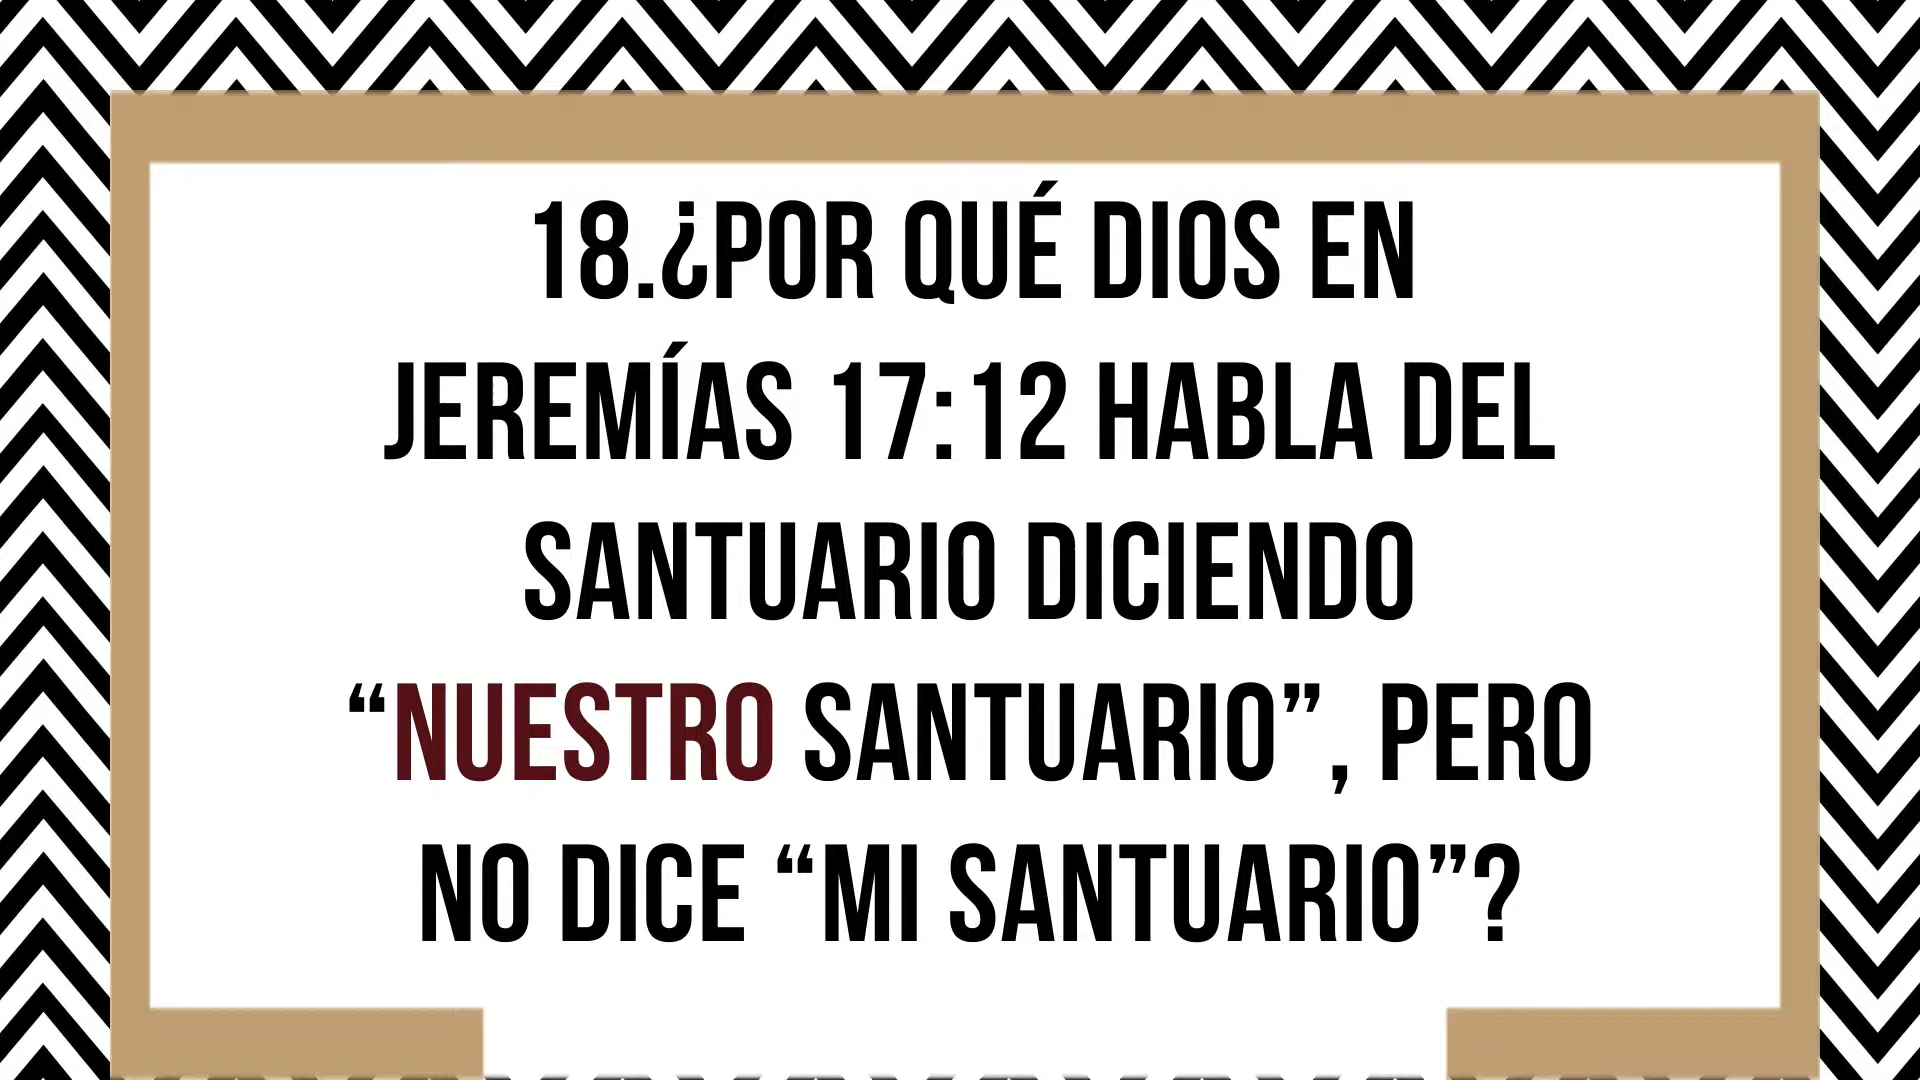 18.¿POR QUÉ DIOS EN
JEREMÍAS 17:12 HABLA DEL
SANTUARIO DICIENDO
“NUESTRO SANTUARIO”, PERO
NO DICE “MI SANTUARIO”?